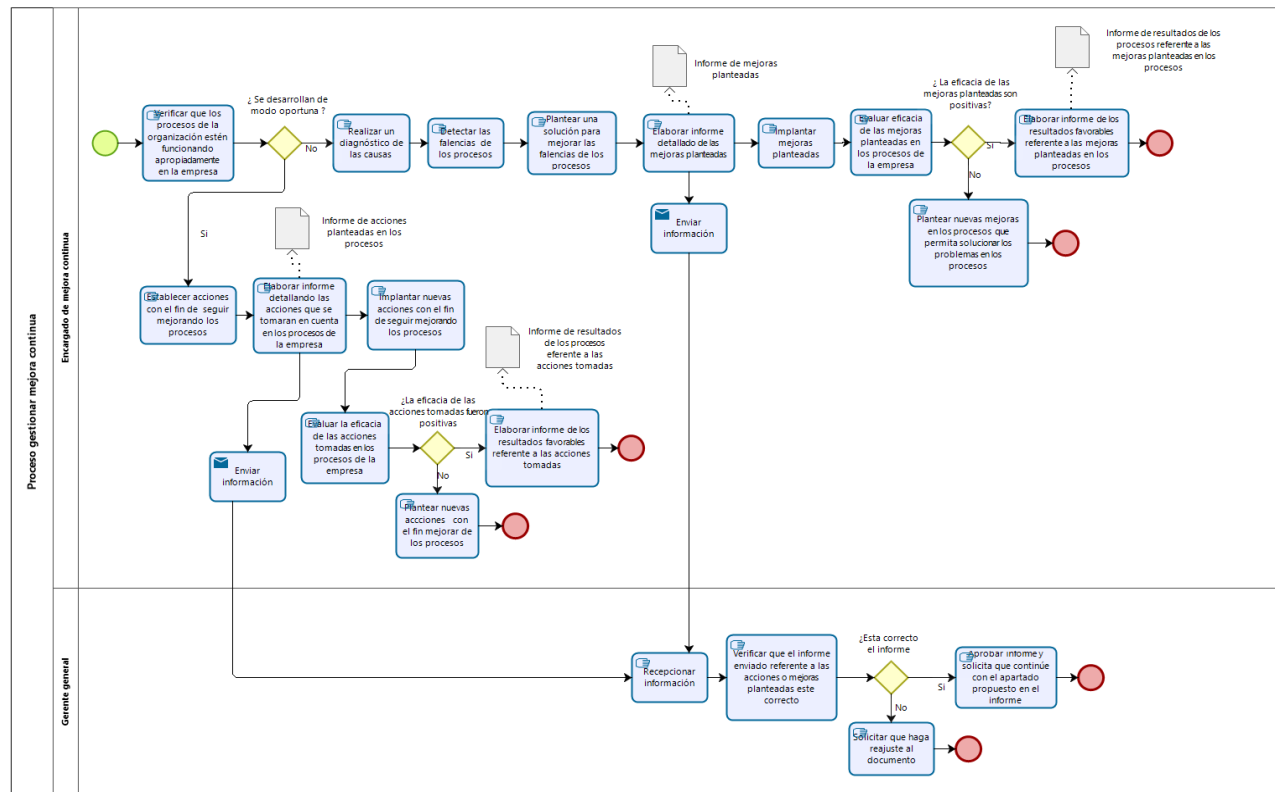 Proceso gestionar mejora continua
Encargado de mejora continua
Verificar que los
procesos de la
organización estén
funcionando
apropiadamente
en la empresa
¿ Se desarrollan de
modo oportuna ?
No
Si
Realizar un
diagnóstico de
las causas
Detectar las
falencias de
los procesos
Plantear una
solución para
mejorar las
falencias de los
procesos
Informe de mejoras
planteadas
Elaborar informe
detallado de las
mejoras planteadas
Implantar
mejoras
planteadas
Evaluar eficacia
de las mejoras
planteadas en
los procesos de
la empresa
¿ La eficacia de las
mejoras planteadas son
positivas?
Si
No
Informe de resultados de los
procesos referente a las
mejoras planteadas en los
procesos
Elaborar informe de los
resultados favorables
referente a las mejoras
planteadas en los
procesos
Plantear nuevas mejoras
en los procesos que
permita solucionar los
problemas en los
procesos
Enviar
información
Informe de acciones
planteadas en los
procesos
Establecer acciones
con el fin de seguir
mejorando los
procesos
Elaborar informe
detallando las
acciones que se
tomaran en cuenta
en los procesos de
la empresa
Implantar nuevas
acciones con el fin
de seguir mejorando
los procesos
Informe de resultados
de los procesos
eferente a las
acciones tomadas
Evaluar la eficacia
de las acciones
tomadas en los
procesos de la
empresa
¿La eficacia de las
acciones tomadas fueron
positivas
Si
No
Elaborar informe de los
resultados favorables
referente a las acciones
tomadas
Enviar
información
Plantear nuevas
accciones con
el fin mejorar de
los procesos
Gerente general
Recepcionar
información
Verificar que el informe
enviado referente a las
acciones o mejoras
planteadas este
correcto
¿Esta correcto
el informe
Si
No
Aprobar informe y
solicita que continúe
con el apartado
propuesto en el
informe
Solicitar que haga
reajuste al
documento